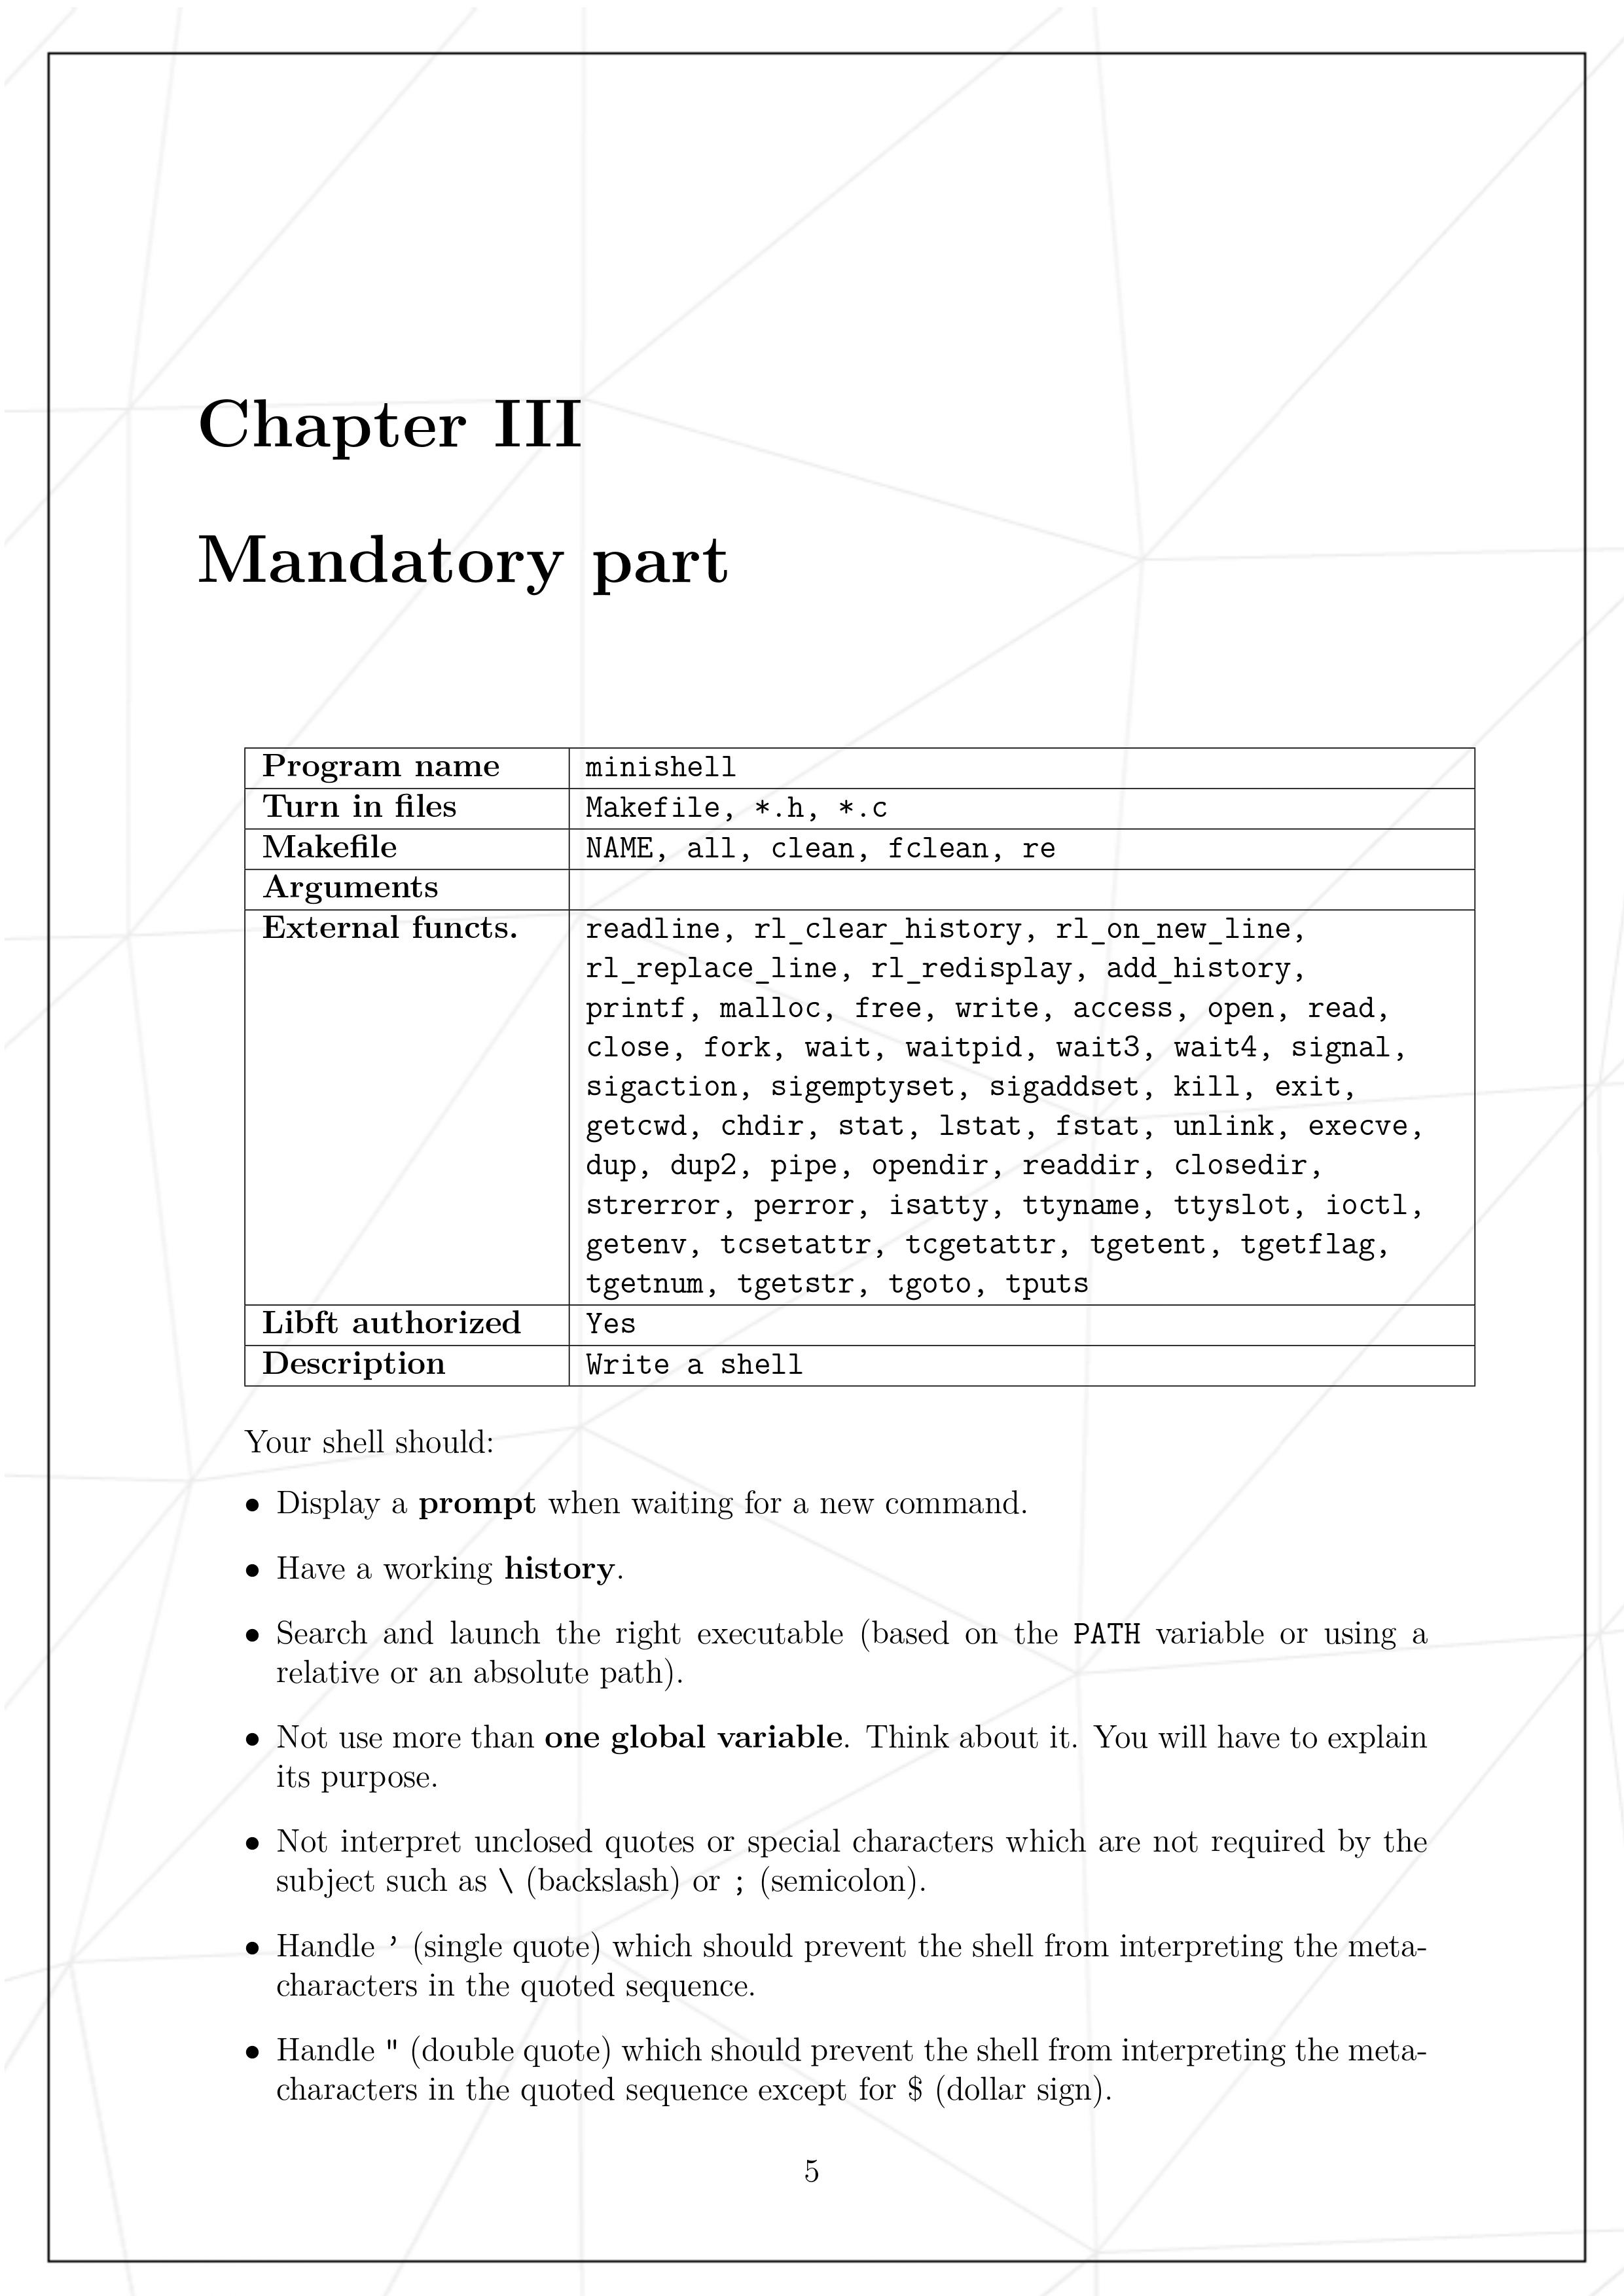 Chapter III
Mandatory part
Program name minishell
Turn in files Makefile, *.h, *.c
Makefile NAME, all, clean, fclean, re
Arguments
External functs. readline, rl_clear_history, rl_on_new_line,
rl_replace_line, rl_redisplay, add_history,
printf, malloc, free, write, access, open, read,
close, fork, wait, waitpid, wait3, wait4, signal,
sigaction, sigemptyset, sigaddset, kill, exit,
getcwd, chdir, stat, lstat, fstat, unlink, execve,
dup, dup2, pipe, opendir, readdir, closedir,
strerror, perror, isatty, ttyname, ttyslot, ioctl,
getenv, tcsetattr, tcgetattr, tgetent, tgetflag,
tgetnum, tgetstr, tgoto, tputs
Libft authorized Yes
Description Write a shell
Your shell should:
• Display a prompt when waiting for a new command.
• Have a working history.
• Search and launch the right executable (based on the PATH variable or using a
relative or an absolute path).
• Not use more than one global variable. Think about it. You will have to explain
its purpose.
• Not interpret unclosed quotes or special characters which are not required by the
subject such as \ (backslash) or ; (semicolon).
• Handle ’ (single quote) which should prevent the shell from interpreting the meta-
characters in the quoted sequence.
• Handle " (double quote) which should prevent the shell from interpreting the meta-
characters in the quoted sequence except for $ (dollar sign).
5